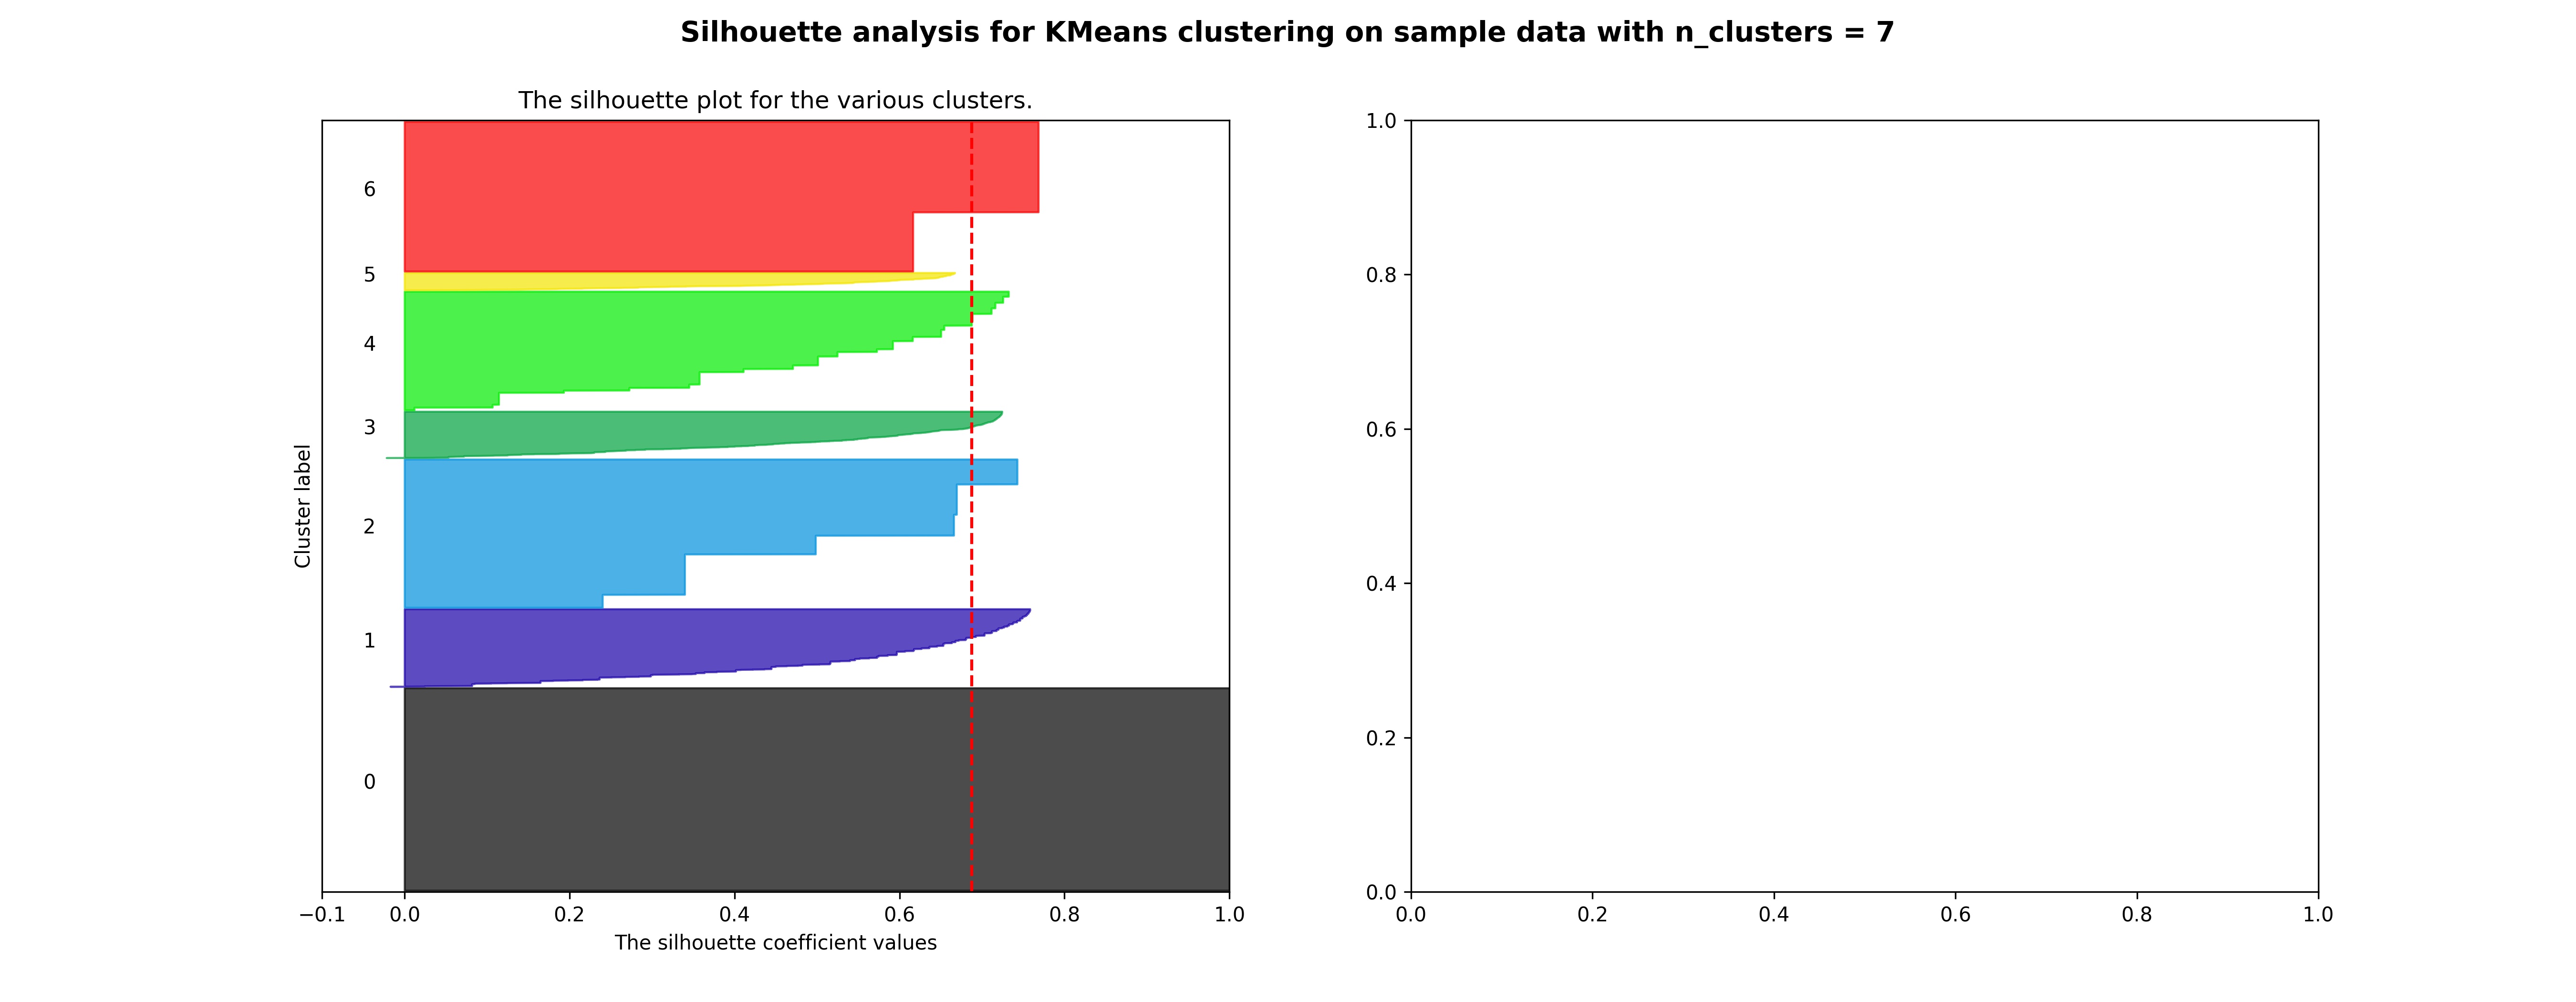 Silhouette analysis for KMeans clustering on sample data with n_clusters = 7
The silhouette plot for the various clusters.
6
5
4
3
2
1
0
Cluster label
−0.1 0.0 0.2 0.4 0.6 0.8 1.0
The silhouette coefficient values
1.0
0.8
0.6
0.4
0.2
0.0
0.0 0.2 0.4 0.6 0.8 1.0